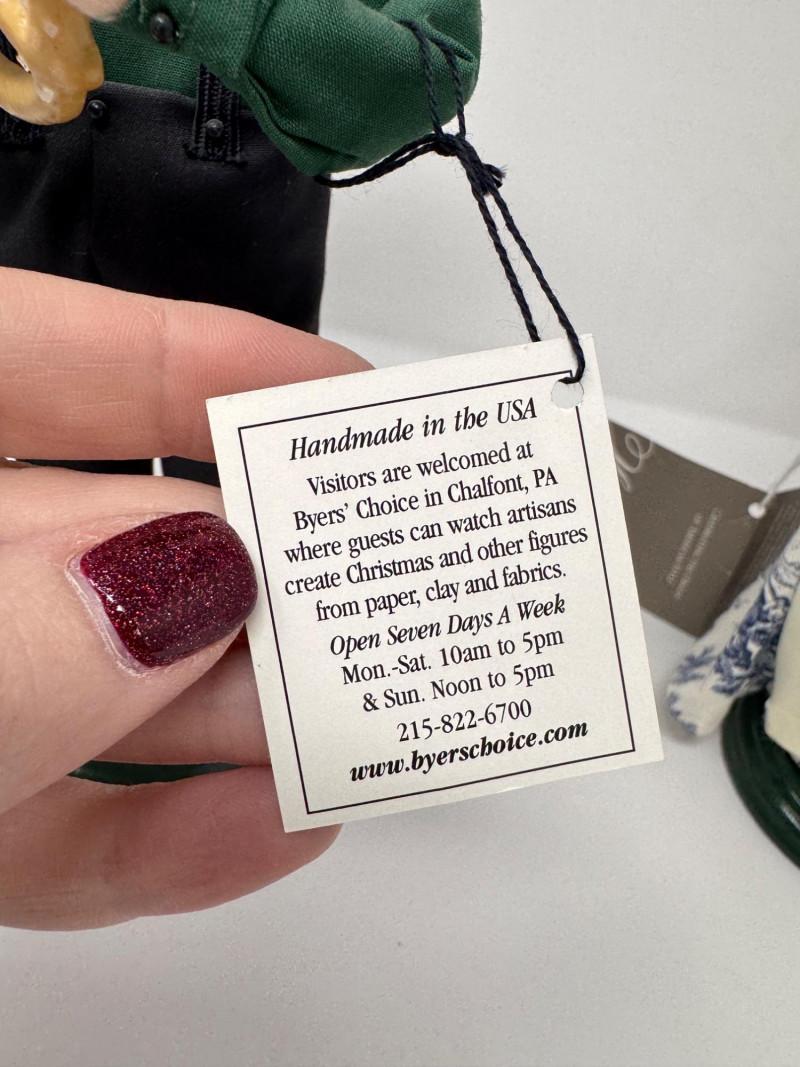 Handmade in the USA
Visitors are welcomed at
Byers' Choice in Chalfont, PA
where guests can watch artisans
create Christmas and other figures
from paper, clay and fabrics.
Open Seven Days A Week
Mon.-Sat. 10am to 5pm
& Sun. Noon to 5pm
215-822-6700
www.byerschoice.com